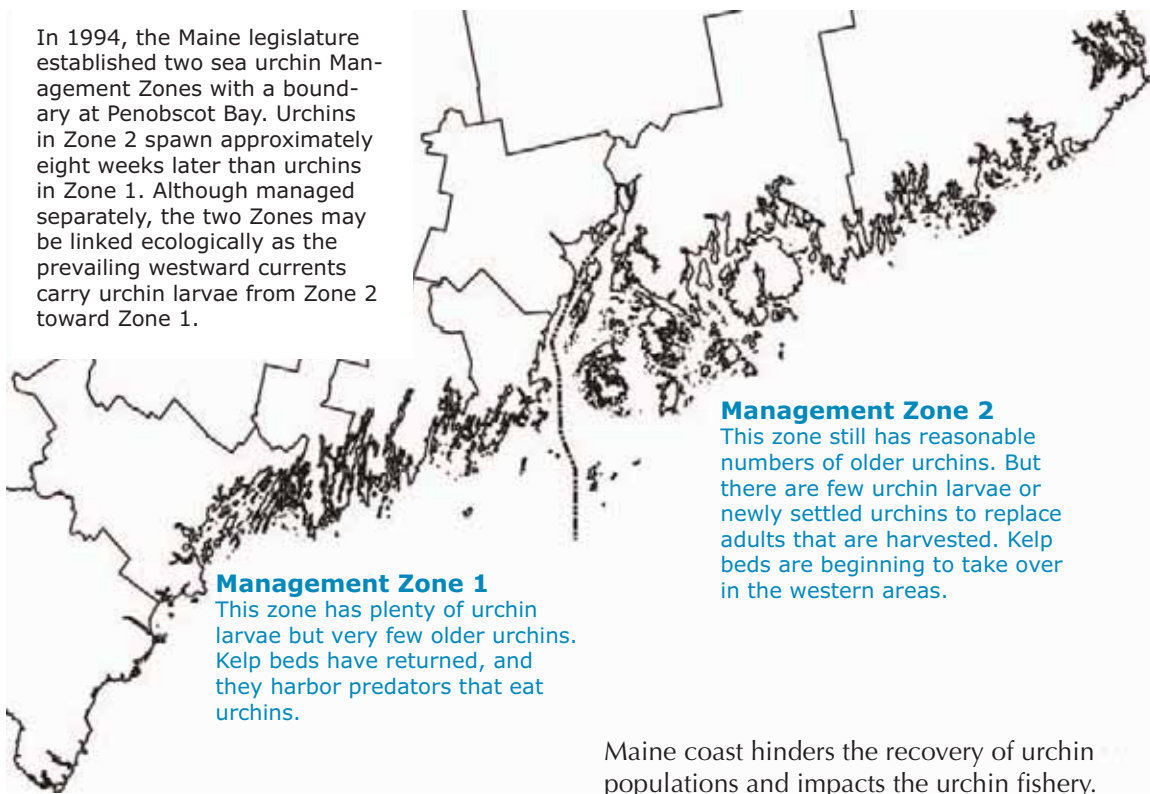 In 1994, the Maine legislature
established two sea urchin Man-
agement Zones with a bound-
ary at Penobscot Bay. Urchins
in Zone 2 spawn approximately
eight weeks later than urchins
in Zone 1. Although managed
separately, the two Zones may
be linked ecologically as the
prevailing westward currents
carry urchin larvae from Zone 2
toward Zone 1.
Management Zone 2
This zone still has reasonable
numbers of older urchins. But
there are few urchin larvae or
newly settled urchins to replace
adults that are harvested. Kelp
beds are beginning to take over
in the western areas.
Management Zone 1
This zone has plenty of urchin
larvae but very few older urchins.
Kelp beds have returned, and
they harbor predators that eat
urchins.
Maine coast hinders the recovery of urchin
populations and impacts the urchin fishery.